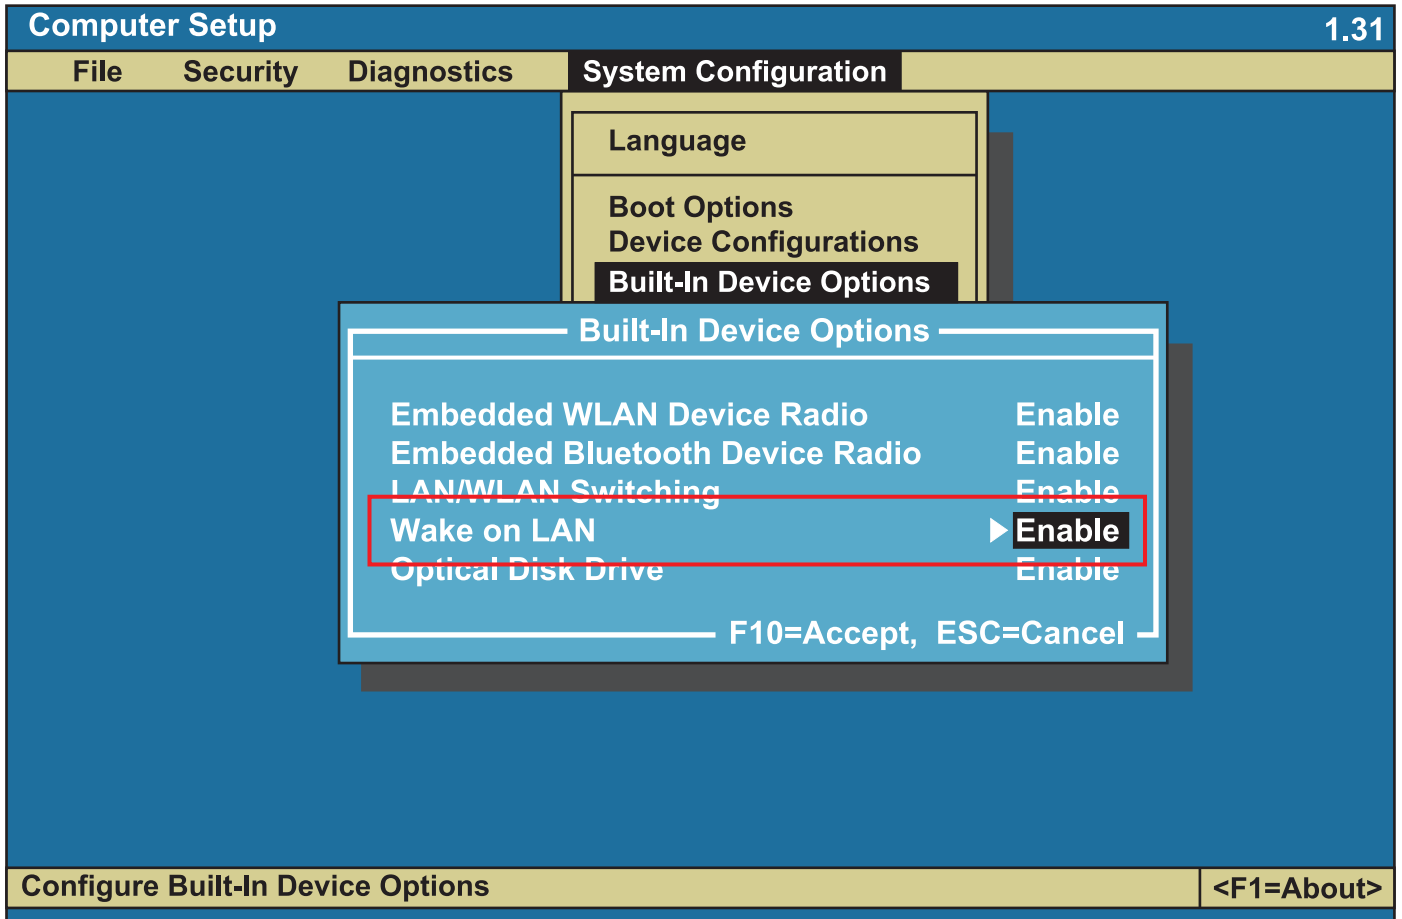 Computer Setup 1.31
File Security Diagnostics System Configuration
Language
Boot Options
Device Configurations
Built-In Device Options
Built-In Device Options
Embedded WLAN Device Radio Enable
Embedded Bluetooth Device Radio Enable
LAN/WLAN Switching Enable
Wake on LAN Enable
Optical Disk Drive Enable
F10=Accept, ESC=Cancel
Configure Built-In Device Options <F1=About>